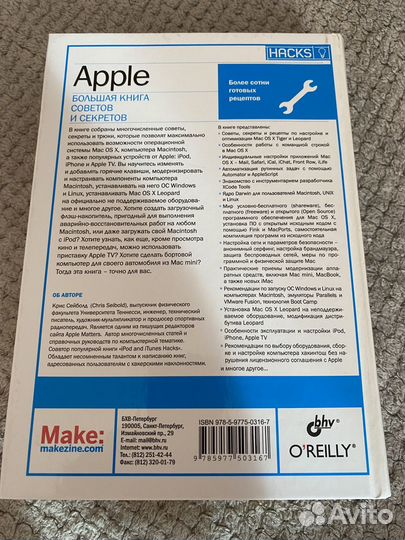 HACKS
Apple
БОЛЬШАЯ КНИГА
СОВЕТОВ
И СЕКРЕТОВ
Более сотни
готовых
рецептов
В книге собраны многочисленные советы,
секреты и трюки, которые позволят максимально
использовать возможности операционной
системы Mac OS X, компьютера Macintosh,
а также популярных устройств от Apple: iPod,
iPhone и Apple TV. Вы научитесь изменять
и добавлять горячие клавиши, модернизировать
и настраивать компоненты компьютера
Macintosh, устанавливать на него ОС Windows
и Linux, устанавливать Mac OS X Leopard
на официально не поддерживаемое оборудова-
ние и многое другое. Хотите создать загрузочный
флэш-накопитель, пригодный для выполнения
аварийно-восстановительных работ на любом
Macintosh, или даже загружать свой Macintosh
с iPod? Хотите узнать, как еще, кроме просмотра
кино и телепередач, можно использовать
приставку Apple TV? Хотите сделать бортовой
компьютер для своего автомобиля из Mac mini?
Тогда эта книга – точно для вас.
ОБ АВТОРЕ
Крис Сейболд (Chris Seibold), выпускник физического
факультета Университета Теннесси, инженер, технический
писатель, художник-мультипликатор и продюсер спортивных
радиопередач. Является одним из ведущих редакторов
сайта Apple Matters. Автор многочисленных статей и
справочных руководств по компьютерной тематике.
Соавтор популярной книги «iPod and iTunes Hacks».
Обладает несомненным талантом к написанию книг,
адресованных пользователям с хакерскими наклонностями.
В книге представлены:
Советы, секреты и рецепты по настройке и
оптимизации Mac OS X Tiger и Leopard
Особенности работы с командной строкой
в Mac OS X
Индивидуальные настройки приложений Mac
OS X – Mail, Safari, iCal, iChat, Front Row, iLife
Автоматизация рутинных задач с помощью
Automator и AppleScript
Знакомство с инструментарием разработчика
XCode Tools
Ядро Darwin для пользователей Macintosh, UNIX
и Linux
Мир условно-бесплатного (shareware), бес-
платного (freeware) и открытого (Open Source)
программного обеспечения для Mac OS X,
установка ПО с открытым исходным кодом с
помощью Fink и MacPorts, самостоятельная
компиляция программ из исходного кода
Настройка сети и параметров безопасности –
анонимный серфинг, настройка брандмауэра,
защита беспроводных сетей, меры по про-
граммной и физической защите Mac
Практические приемы модернизации аппа-
ратных средств, включая Mac mini, MacBook,
а также новых iMac
Рекомендации по запуску ОС Windows и Linux на
компьютерах Macintosh, эмуляторы Parallels и
VMware Fusion, технология Boot Camp
Установка Mac OS X Leopard на неподдержи-
ваемое оборудование, модификация дистри-
бутива Leopard
Особенности эксплуатации и настройки iPod,
iPhone, Apple TV
Рекомендации по выбору оборудования, сбор-
ке и настройке компьютера хакинтош без на-
рушения лицензионного соглашения с Apple
и многое другое...
Make:
makezine.com
БХВ-Петербург
190005, Санкт-Петербург,
Измайловский пр., 29
E-mail: mail@bhv.ru
Internet: www.bhv.ru
Тел.: (812) 251-42-44
Факс: (812) 320-01-79
ISBN 978-5-9775-0316-7
9 785977 503167
bhv
O'REILLY®
Avito